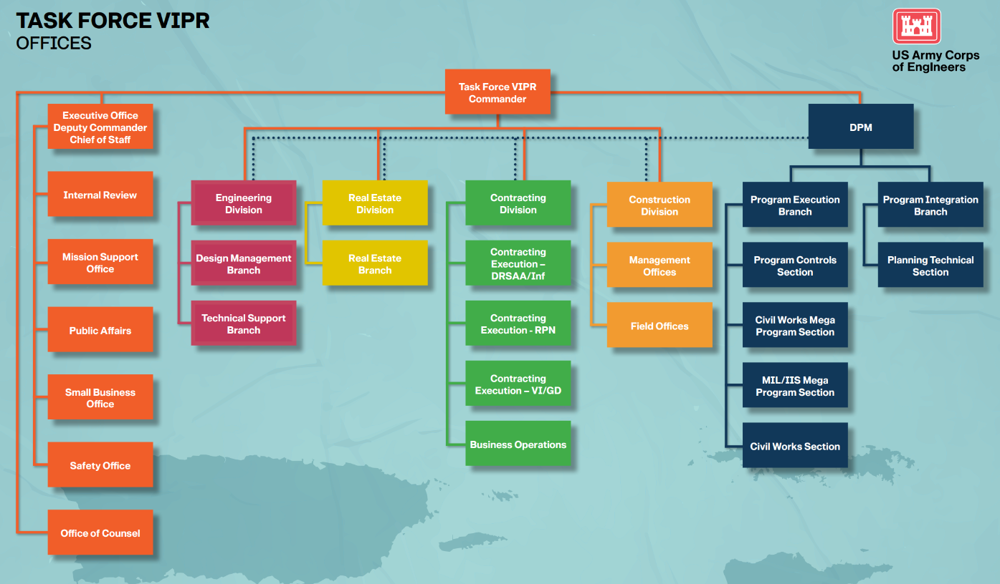 TASK FORCE VIPR
OFFICES
US Army Corps
of Engineers
Task Force VIPR
Commander
Executive Office
Deputy Commander
Chief of Staff
Internal Review
Mission Support
Office
Public Affairs
Small Business
Office
Safety Office
Office of Counsel
Engineering
Division
Design Management
Branch
Technical Support
Branch
Real Estate
Division
Real Estate
Branch
Contracting
Division
Contracting
Execution –
DRSAA/Inf
Contracting
Execution - RPN
Contracting
Execution – VI/GD
Business Operations
Construction
Division
Management
Offices
Field Offices
DPM
Program Execution
Branch
Program Controls
Section
Civil Works Mega
Program Section
MIL/IIS Mega
Program Section
Civil Works Section
Program Integration
Branch
Planning Technical
Section